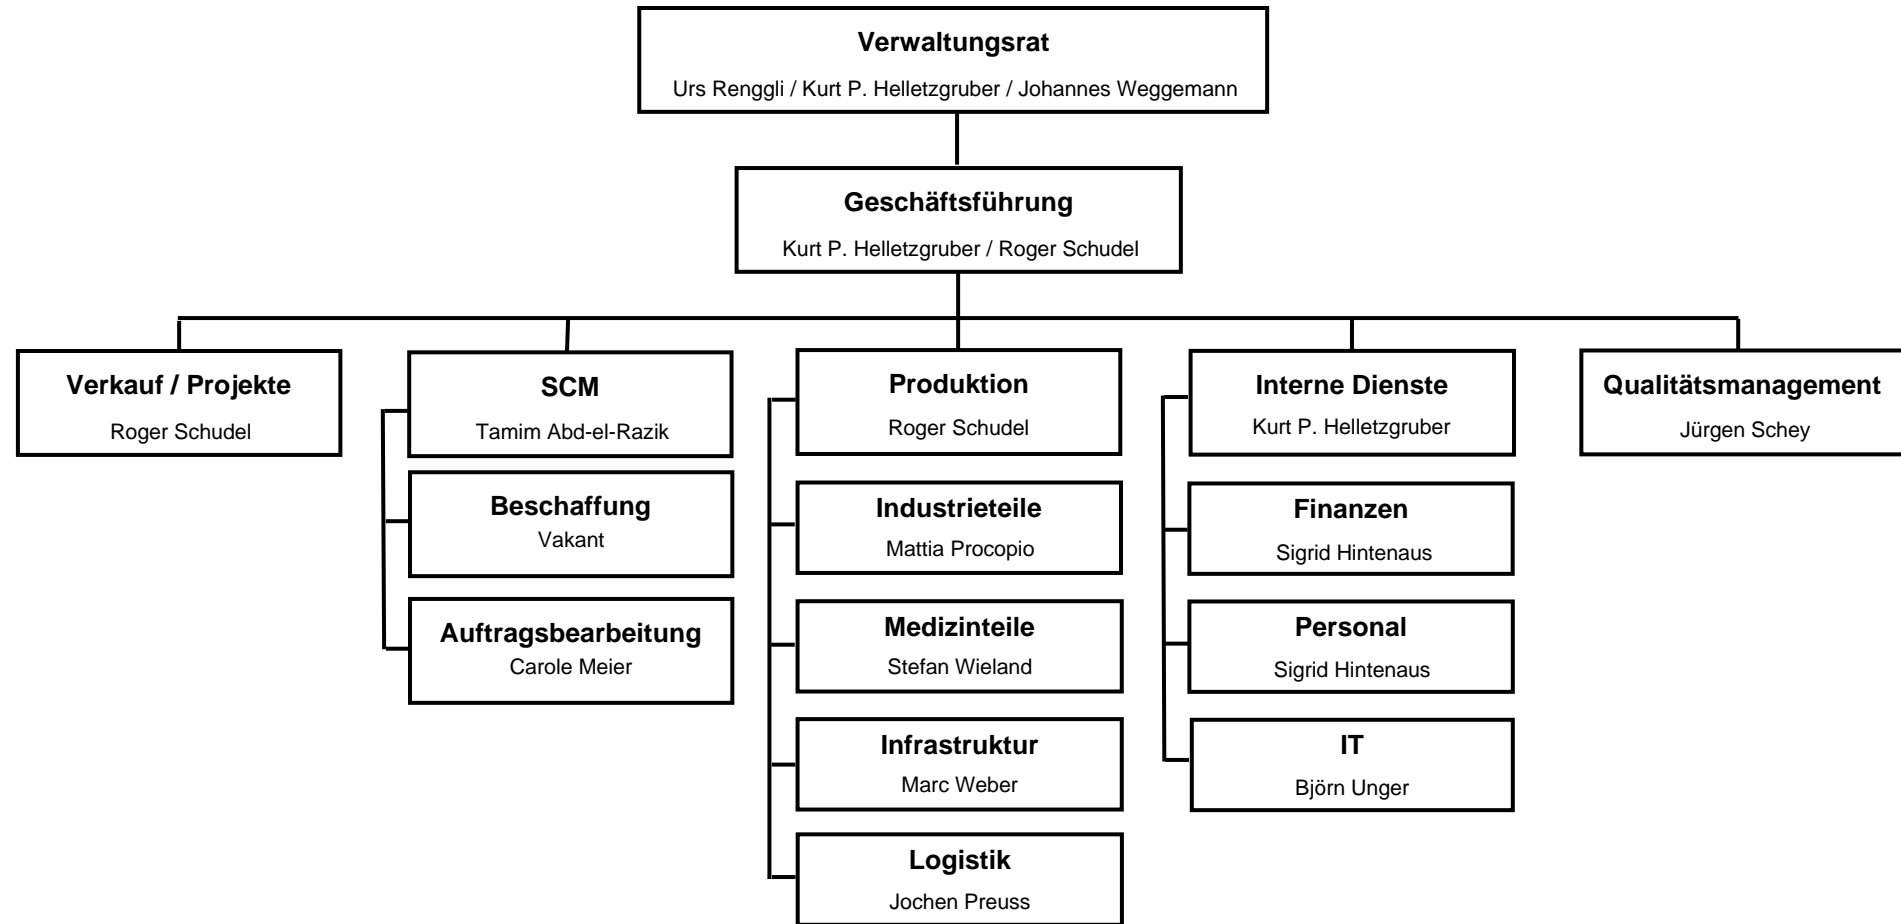 Verwaltungsrat
Urs Renggli / Kurt P. Helletzgruber / Johannes Weggemann
Geschäftsführung
Kurt P. Helletzgruber / Roger Schudel
Verkauf / Projekte
Roger Schudel
SCM
Tamim Abd-el-Razik
Beschaffung
Vakant
Auftragsbearbeitung
Carole Meier
Produktion
Roger Schudel
Industrieteile
Mattia Procopio
Medizinteile
Stefan Wieland
Infrastruktur
Marc Weber
Logistik
Jochen Preuss
Interne Dienste
Kurt P. Helletzgruber
Finanzen
Sigrid Hintenaus
Personal
Sigrid Hintenaus
IT
Björn Unger
Qualitätsmanagement
Jürgen Schey